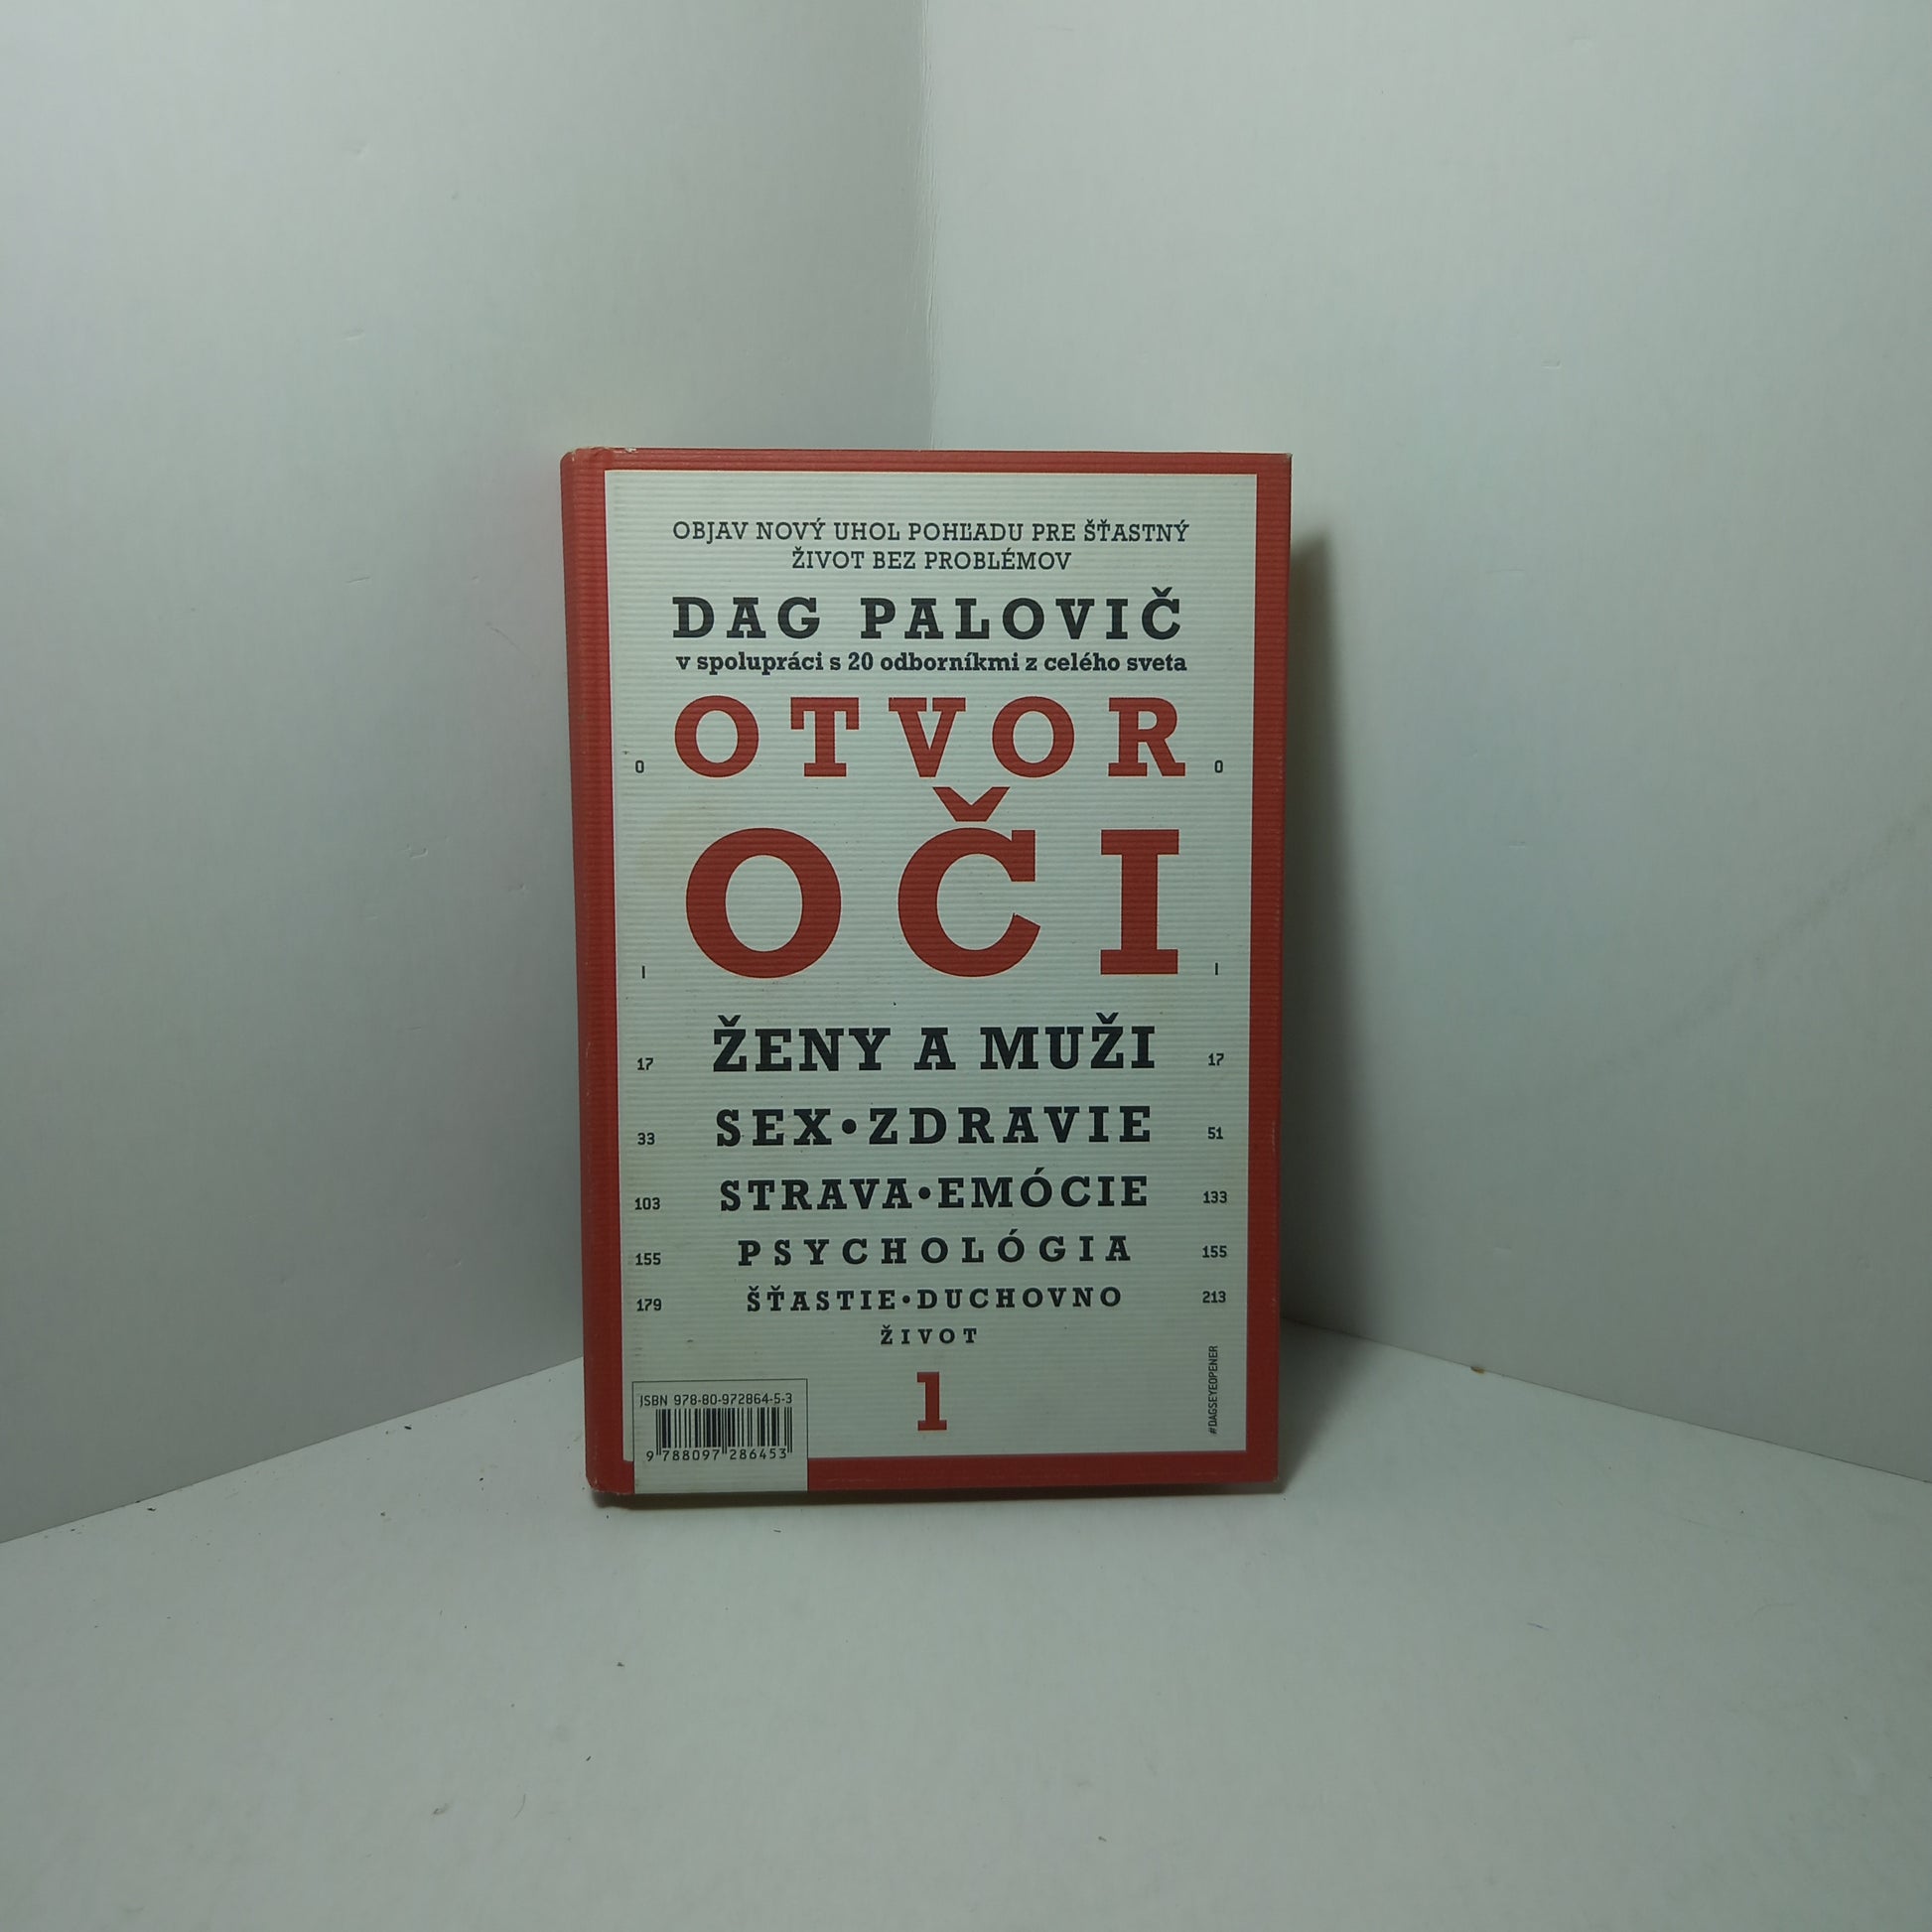 OBJAV NOVÝ UHOL POHĽADU PRE ŠŤASTNÝ
ŽIVOT BEZ PROBLÉMOV
DAG PALOVIČ
v spolupráci s 20 odborníkmi z celého sveta
0 OTVOR 0
I OČI I
17 ŽENY A MUŽI 17
33 SEX•ZDRAVIE 51
103 STRAVA•EMÓCIE 133
155 PSYCHOLÓGIA 155
179 ŠŤASTIE•DUCHOVNO 213
ŽIVOT
1
#DAGSEYEOPENER
ISBN 978-80-972864-5-3
9 788097 286453